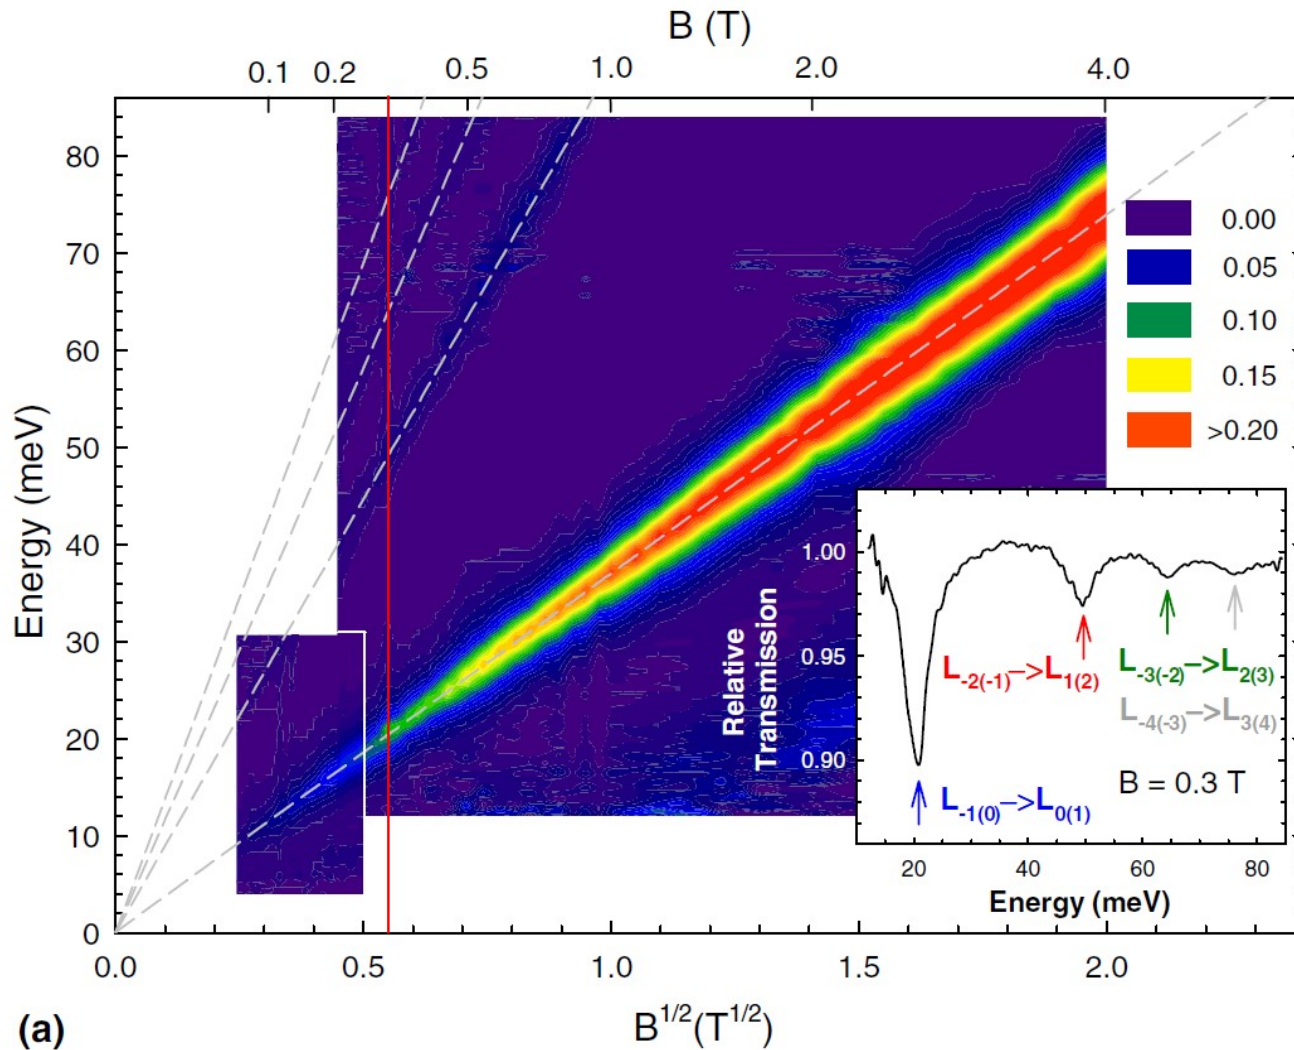 B (T)
0.1 0.2 0.5 1.0 2.0 4.0
80
70
60
50
40
30
20
10
0
Energy (meV)
0.00
0.05
0.10
0.15
>0.20
1.00
0.95
0.90
Relative
Transmission
L-2(-1)–>L1(2)
L-3(-2)–>L2(3)
L-4(-3)–>L3(4)
L-1(0)–>L0(1)
B = 0.3 T
20 40 60 80
Energy (meV)
0.0 0.5 1.0 1.5 2.0
(a)
B1/2(T1/2)